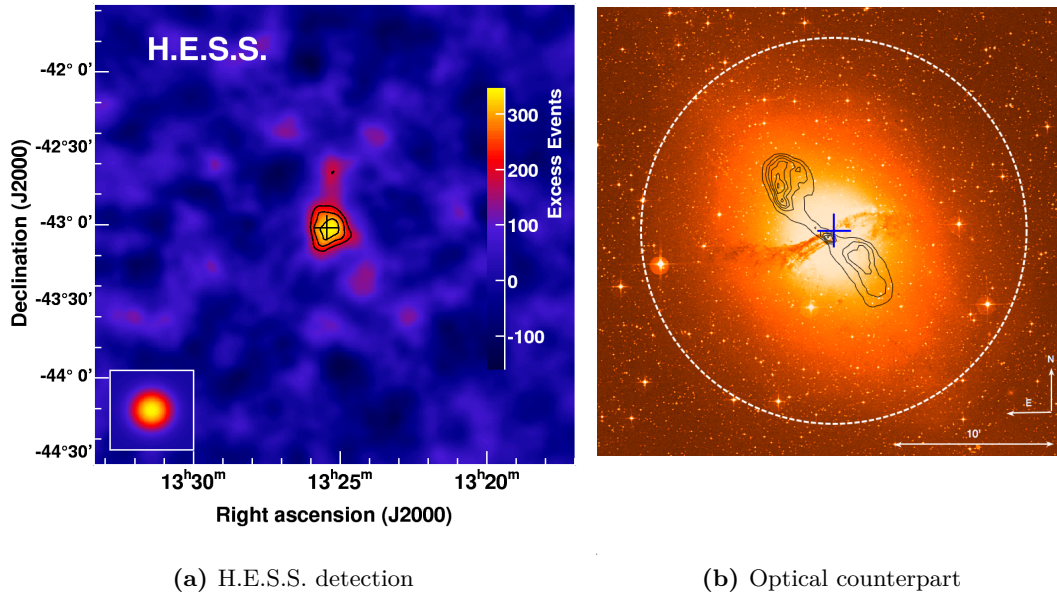 H.E.S.S.
-42° 0'
-42°30'
-43° 0'
-43°30'
-44° 0'
-44°30'
Declination (J2000)
300
200
100
0
-100
Excess Events
13ʰ30ᵐ
13ʰ25ᵐ
13ʰ20ᵐ
Right ascension (J2000)
N
E
10'
(a) H.E.S.S. detection
(b) Optical counterpart